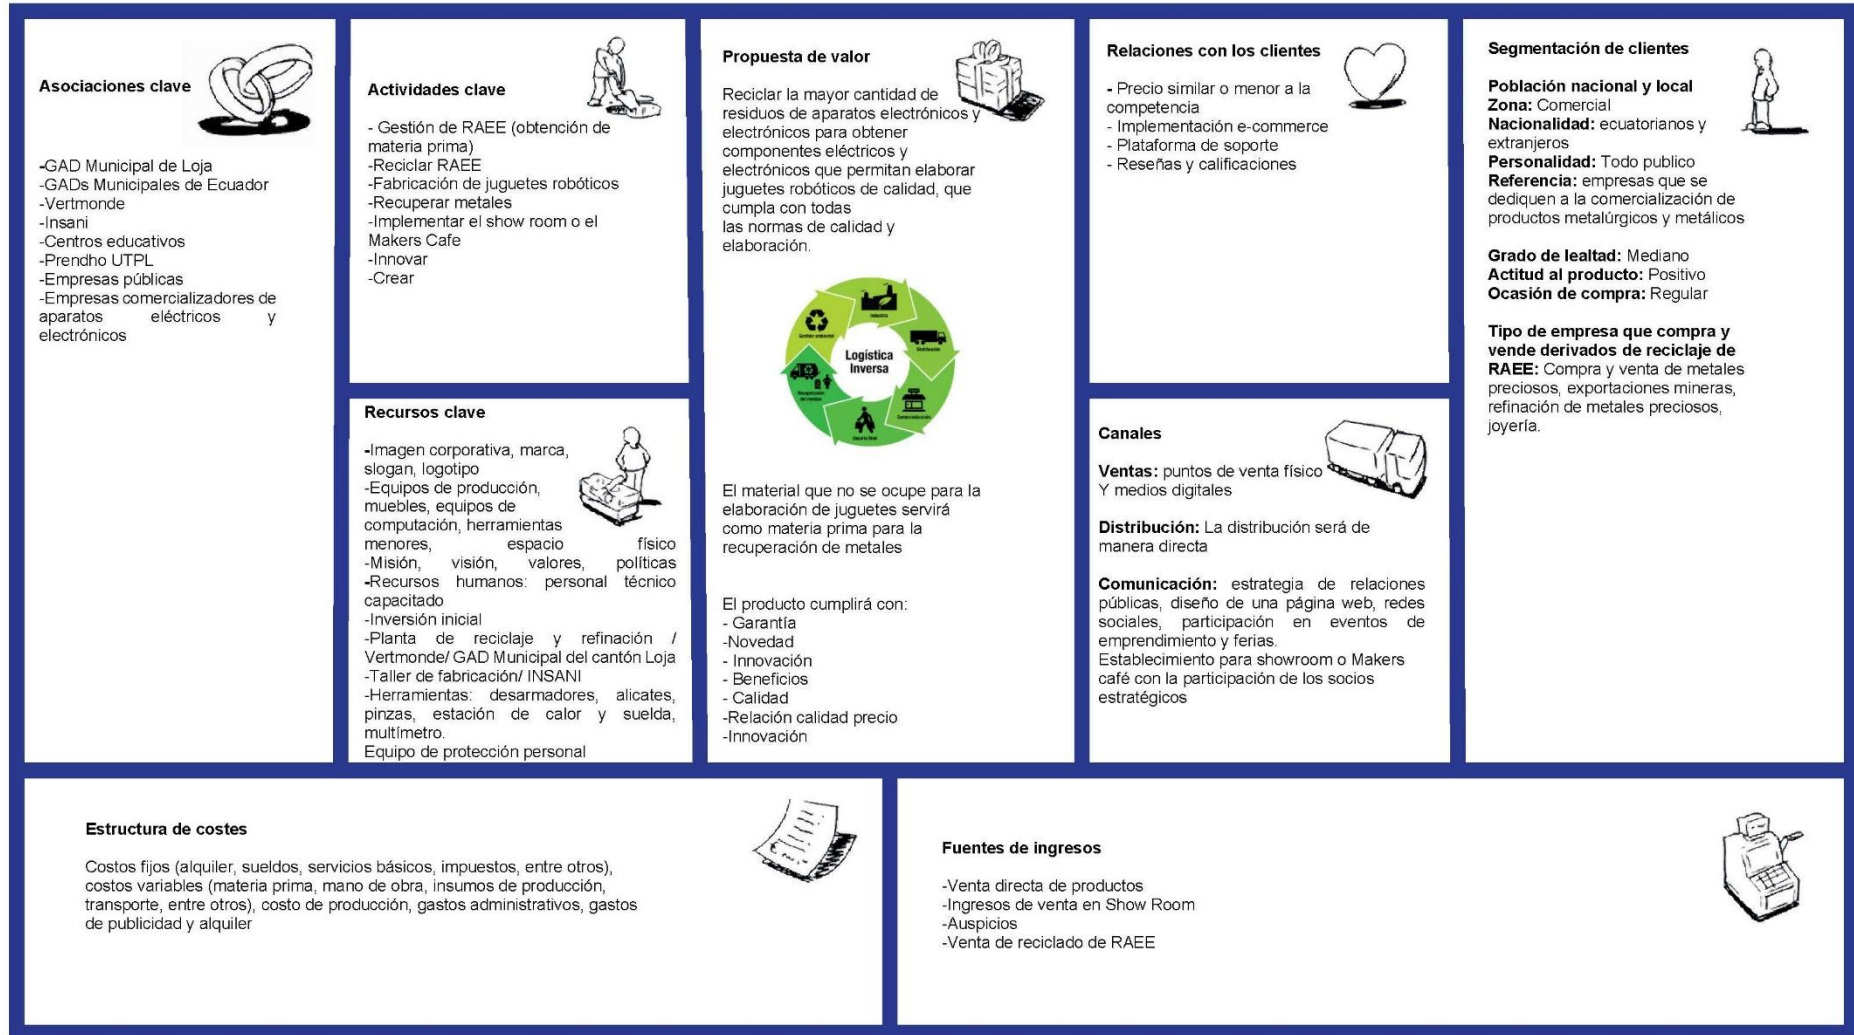 Asociaciones clave
-GAD Municipal de Loja
-GADs Municipales de Ecuador
-Vertmonde
-Insani
-Centros educativos
-Prendho UTPL
-Empresas públicas
-Empresas comercializadores de
aparatos eléctricos y
electrónicos
Actividades clave
- Gestión de RAEE (obtención de
materia prima)
-Reciclar RAEE
-Fabricación de juguetes robóticos
-Recuperar metales
-Implementar el show room o el
Makers Cafe
-Innovar
-Crear
Recursos clave
-Imagen corporativa, marca,
slogan, logotipo
-Equipos de producción,
muebles, equipos de
computación, herramientas
menores, espacio físico
-Misión, visión, valores, políticas
-Recursos humanos: personal técnico
capacitado
-Inversión inicial
-Planta de reciclaje y refinación /
Vertmonde/ GAD Municipal del cantón Loja
-Taller de fabricación/ INSANI
-Herramientas: desarmadores, alicates,
pinzas, estación de calor y suelda,
multímetro.
Equipo de protección personal
Propuesta de valor
Reciclar la mayor cantidad de
residuos de aparatos electrónicos y
electrónicos para obtener
componentes eléctricos y
electrónicos que permitan elaborar
juguetes robóticos de calidad, que
cumpla con todas
las normas de calidad y
elaboración.
Industria
Gestión ambiental
Distribución
Logística
Inversa
Recuperación
del residuo
Comercialización
Usuario final
El material que no se ocupe para la
elaboración de juguetes servirá
como materia prima para la
recuperación de metales
El producto cumplirá con:
- Garantía
-Novedad
- Innovación
- Beneficios
- Calidad
-Relación calidad precio
-Innovación
Relaciones con los clientes
- Precio similar o menor a la
competencia
- Implementación e-commerce
- Plataforma de soporte
- Reseñas y calificaciones
Canales
Ventas: puntos de venta físico
Y medios digitales
Distribución: La distribución será de
manera directa
Comunicación: estrategia de relaciones
públicas, diseño de una página web, redes
sociales, participación en eventos de
emprendimiento y ferias.
Establecimiento para showroom o Makers
café con la participación de los socios
estratégicos
Segmentación de clientes
Población nacional y local
Zona: Comercial
Nacionalidad: ecuatorianos y
extranjeros
Personalidad: Todo publico
Referencia: empresas que se
dediquen a la comercialización de
productos metalúrgicos y metálicos
Grado de lealtad: Mediano
Actitud al producto: Positivo
Ocasión de compra: Regular
Tipo de empresa que compra y
vende derivados de reciclaje de
RAEE: Compra y venta de metales
preciosos, exportaciones mineras,
refinación de metales preciosos,
joyería.
Estructura de costes
Costos fijos (alquiler, sueldos, servicios básicos, impuestos, entre otros),
costos variables (materia prima, mano de obra, insumos de producción,
transporte, entre otros), costo de producción, gastos administrativos, gastos
de publicidad y alquiler
Fuentes de ingresos
-Venta directa de productos
-Ingresos de venta en Show Room
-Auspicios
-Venta de reciclado de RAEE